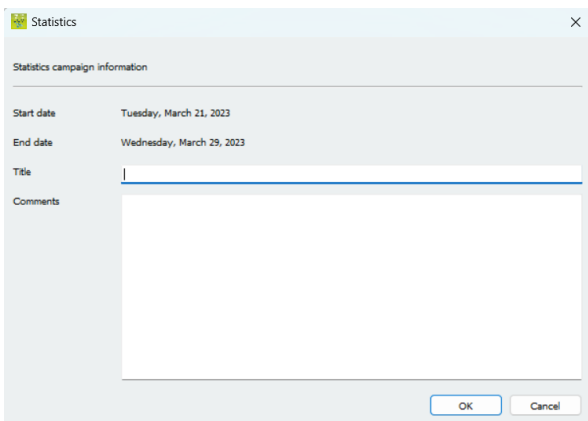 Statistics
Statistics campaign information
Start date Tuesday, March 21, 2023
End date Wednesday, March 29, 2023
Title
Comments
OK Cancel